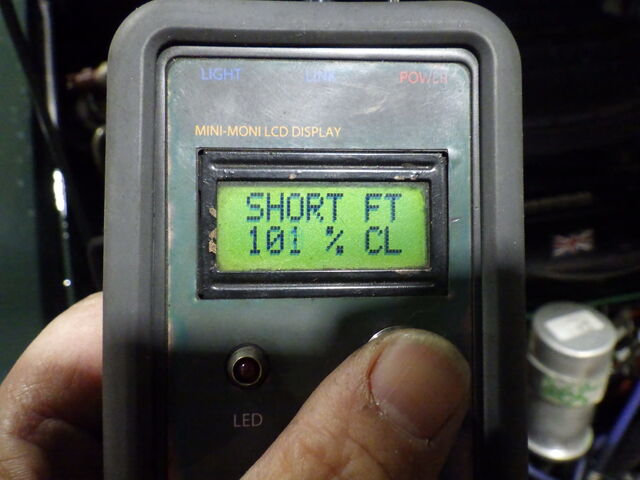 LIGHT LINK POWER
MINI-MONI LCD DISPLAY
SHORT FT
101 % CL
LED